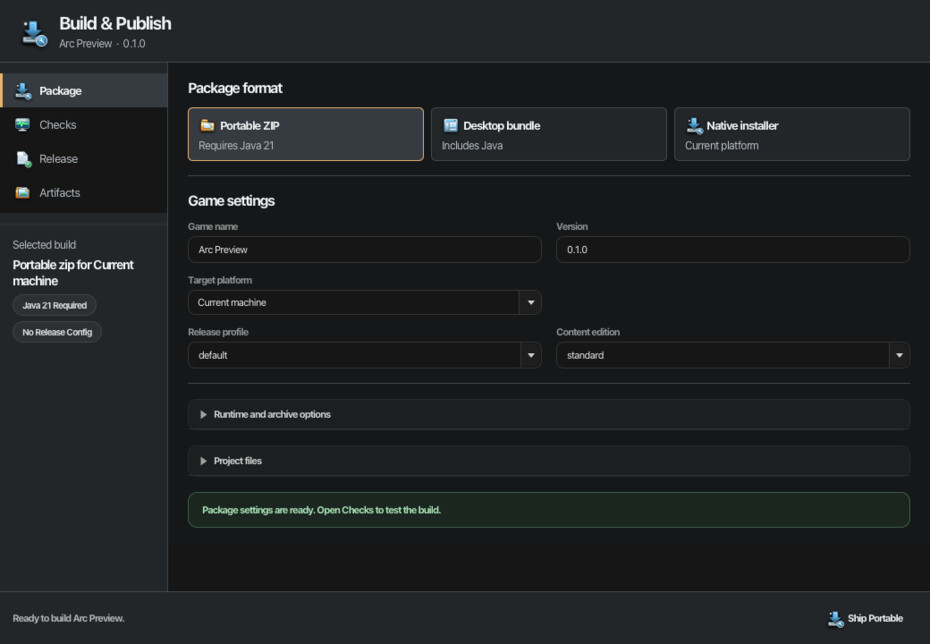 Build & Publish
Arc Preview · 0.1.0
Package
Checks
Release
Artifacts
Selected build
Portable zip for Current
machine
Java 21 Required
No Release Config
Package format
Portable ZIP
Requires Java 21
Desktop bundle
Includes Java
Native installer
Current platform
Game settings
Game name
Arc Preview
Version
0.1.0
Target platform
Current machine
Release profile
default
Content edition
standard
Runtime and archive options
Project files
Package settings are ready. Open Checks to test the build.
Ready to build Arc Preview.
Ship Portable